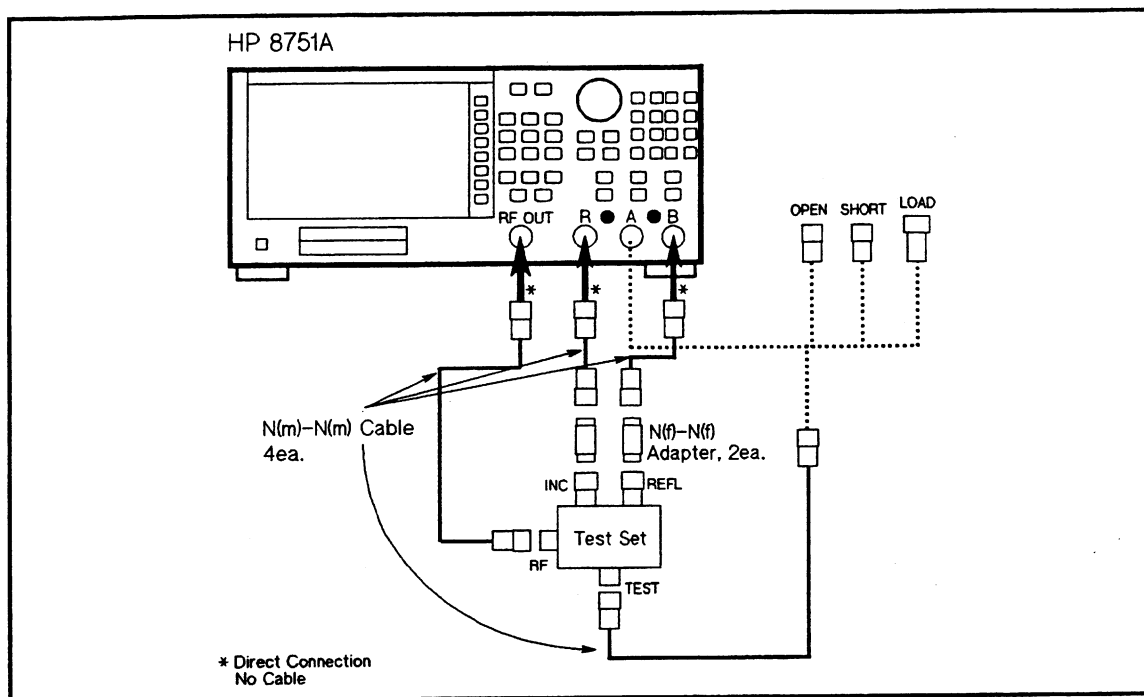 HP 8751A
RF OUT R A B
OPEN SHORT LOAD
* * *
N(m)-N(m) Cable
4ea.
N(f)-N(f)
Adapter, 2ea.
INC REFL
Test Set
RF
TEST
* Direct Connection
No Cable